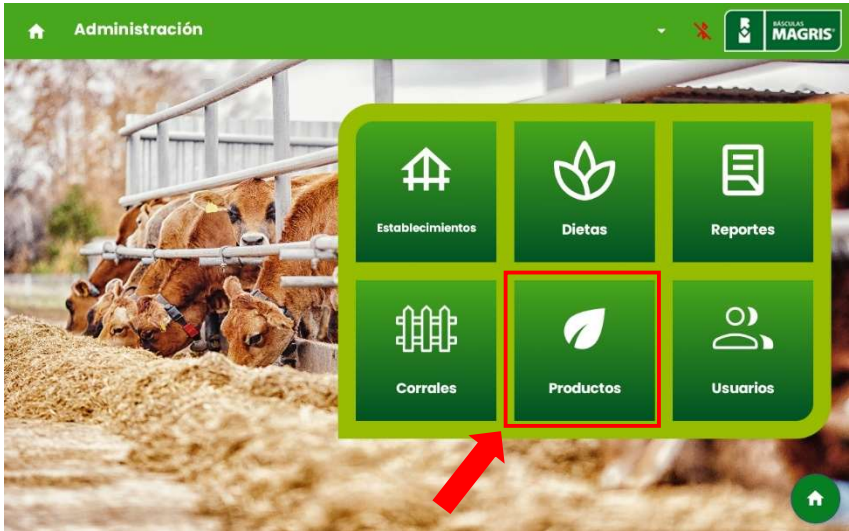 Administración
BÁSCULAS
MAGRIS
Establecimientos
Dietas
Reportes
Corrales
Productos
Usuarios